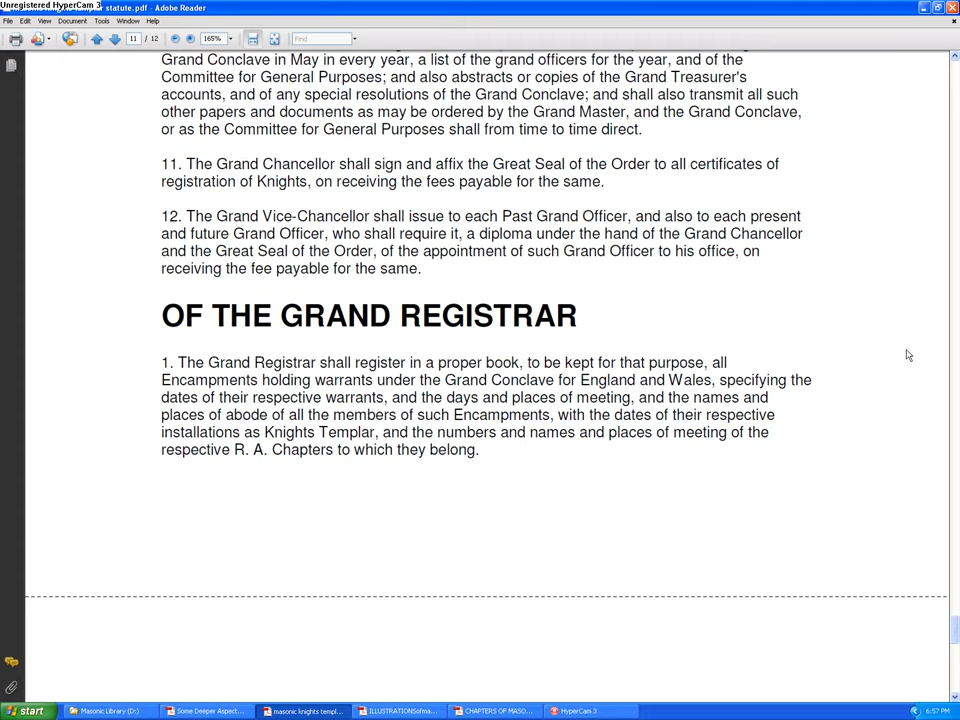 Unregistered HyperCam 3
statute.pdf - Adobe Reader
File Edit View Document Tools Window Help
11 / 12 165% Find
Grand Conclave in May in every year, a list of the grand officers for the year, and of the
Committee for General Purposes; and also abstracts or copies of the Grand Treasurer's
accounts, and of any special resolutions of the Grand Conclave; and shall also transmit all such
other papers and documents as may be ordered by the Grand Master, and the Grand Conclave,
or as the Committee for General Purposes shall from time to time direct.
11. The Grand Chancellor shall sign and affix the Great Seal of the Order to all certificates of
registration of Knights, on receiving the fees payable for the same.
12. The Grand Vice-Chancellor shall issue to each Past Grand Officer, and also to each present
and future Grand Officer, who shall require it, a diploma under the hand of the Grand Chancellor
and the Great Seal of the Order, of the appointment of such Grand Officer to his office, on
receiving the fee payable for the same.
OF THE GRAND REGISTRAR
1. The Grand Registrar shall register in a proper book, to be kept for that purpose, all
Encampments holding warrants under the Grand Conclave for England and Wales, specifying the
dates of their respective warrants, and the days and places of meeting, and the names and
places of abode of all the members of such Encampments, with the dates of their respective
installations as Knights Templar, and the numbers and names and places of meeting of the
respective R. A. Chapters to which they belong.
start Masonic Library (D:) Some Deeper Aspect... masonic knights templ... ILLUSTRATIONSofma... CHAPTERS OF MASO... HyperCam 3 6:57 PM